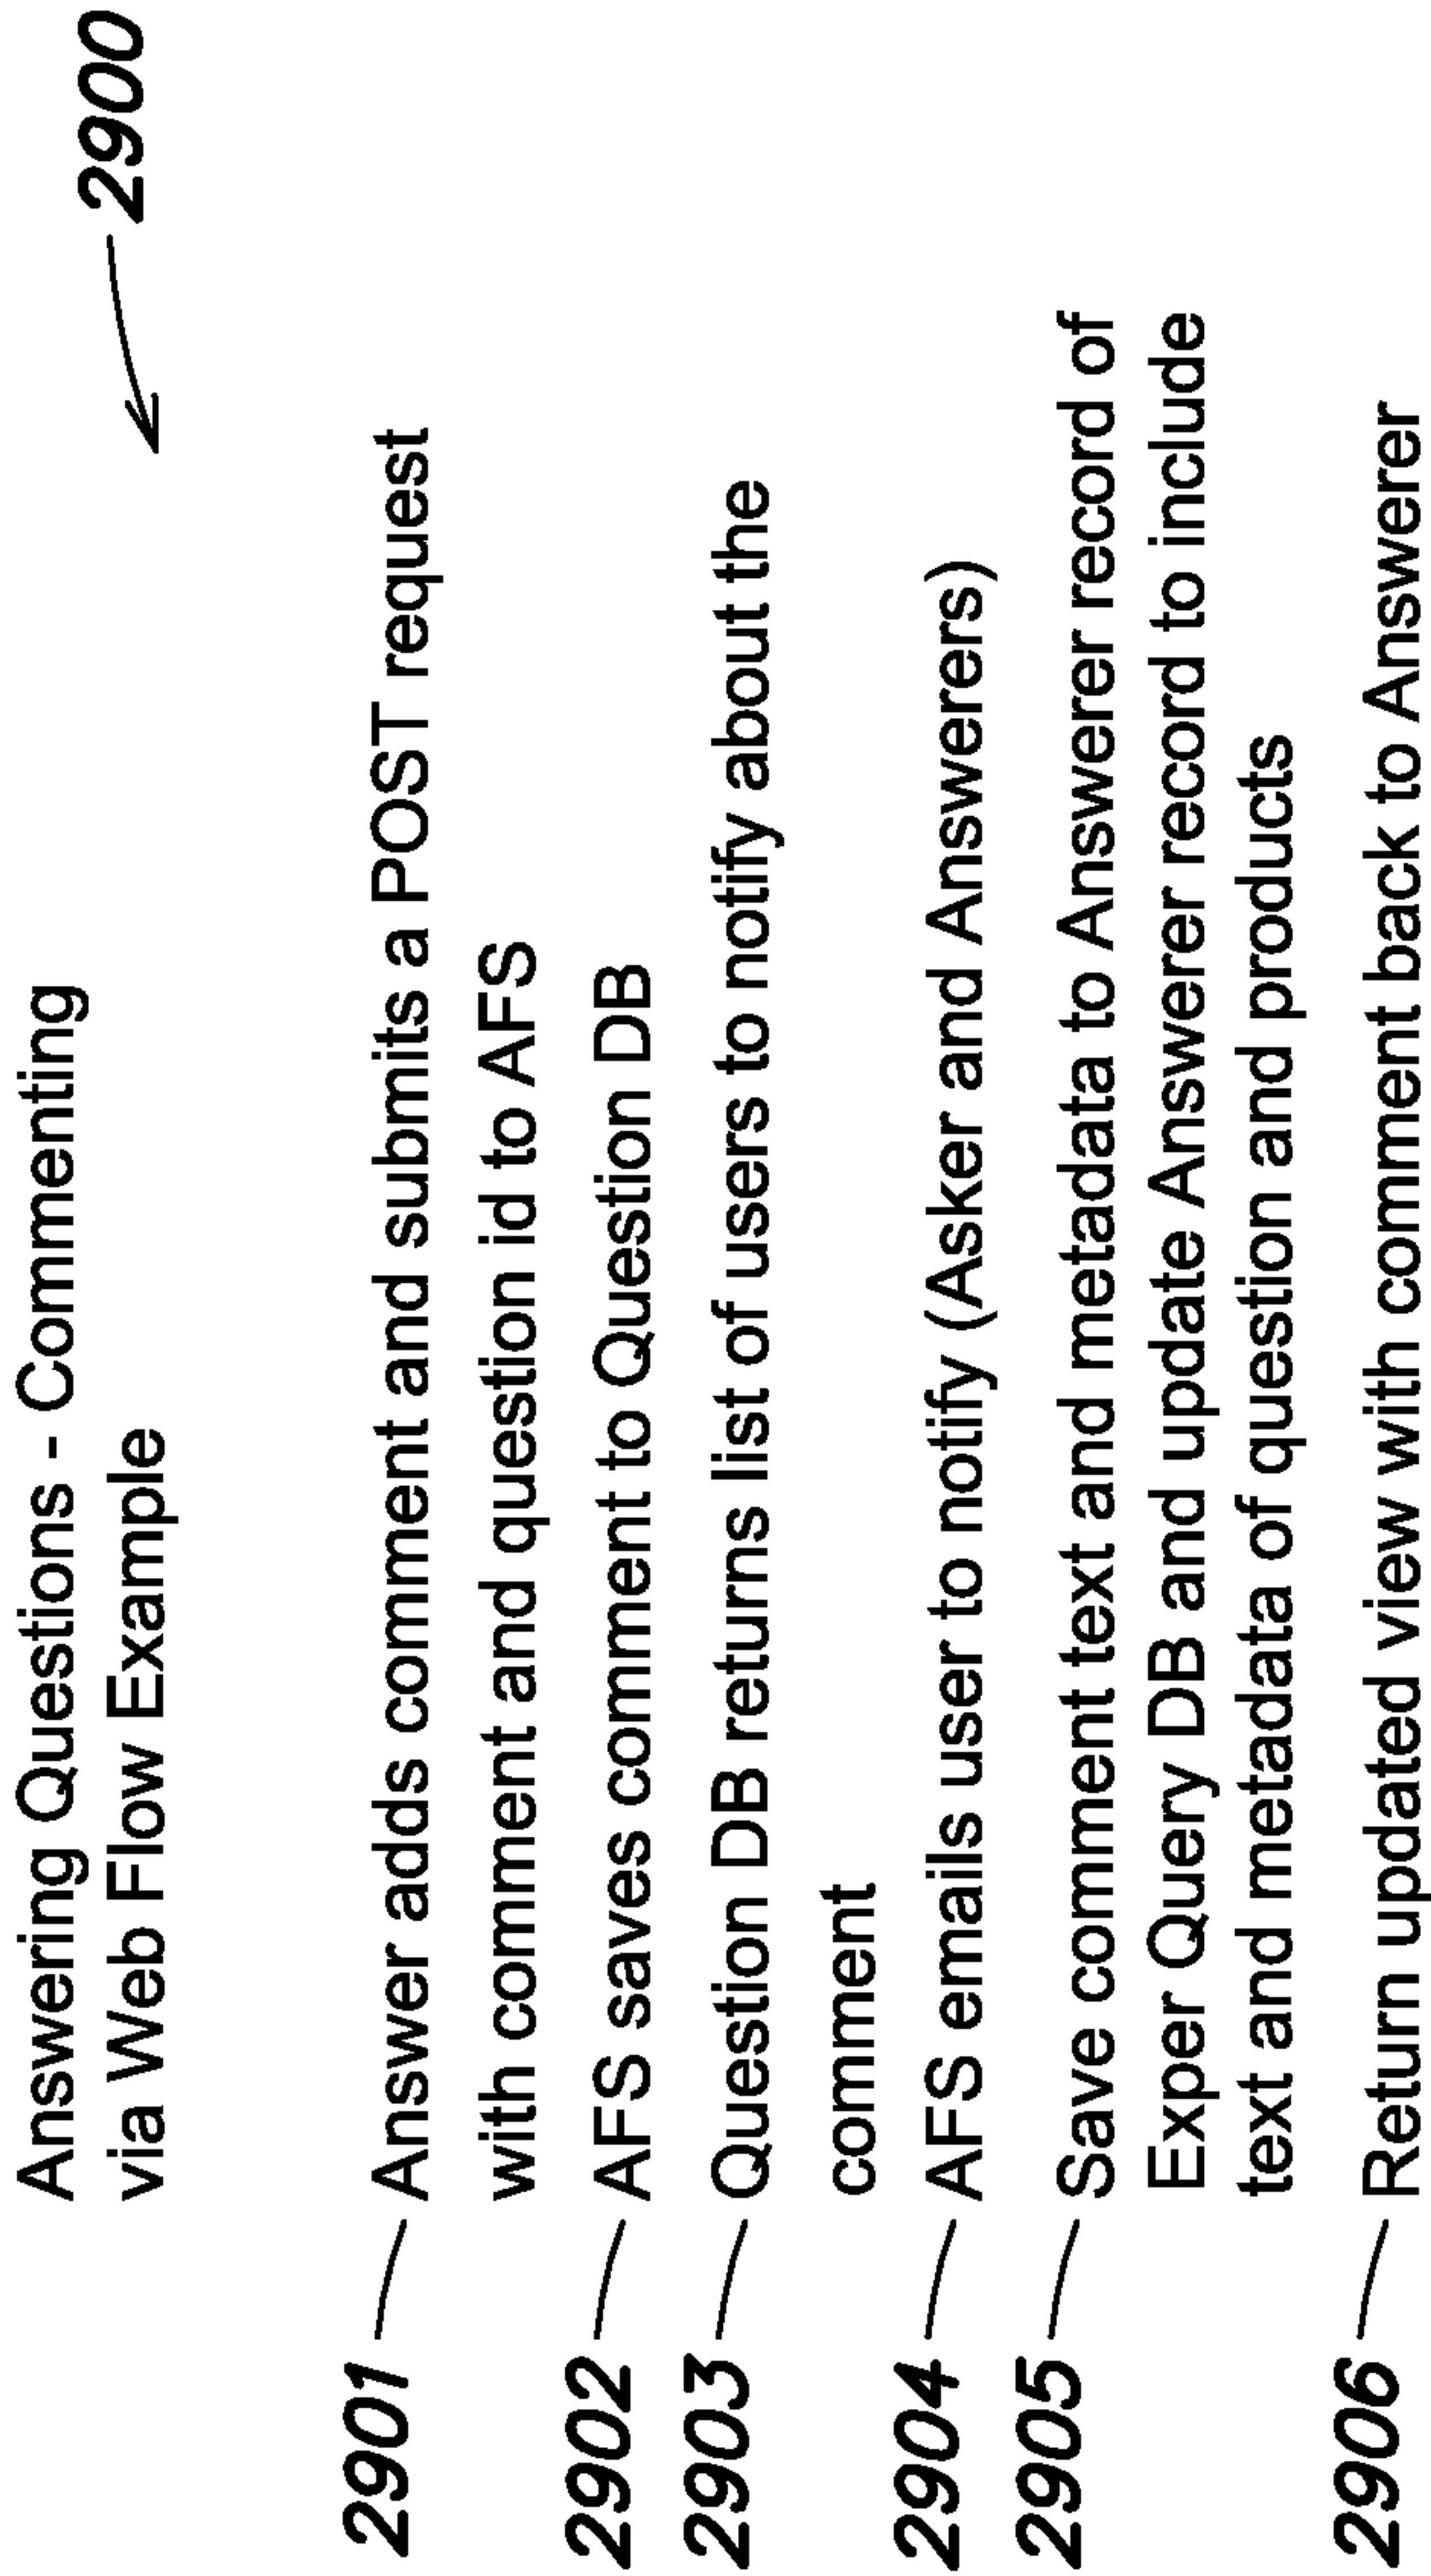 Answering Questions - Commenting
via Web Flow Example
2900
2901 Answer adds comment and submits a POST request
with comment and question id to AFS
2902 AFS saves comment to Question DB
2903 Question DB returns list of users to notify about the
comment
2904 AFS emails user to notify (Asker and Answerers)
2905 Save comment text and metadata to Answerer record of
Exper Query DB and update Answerer record to include
text and metadata of question and products
2906 Return updated view with comment back to Answerer